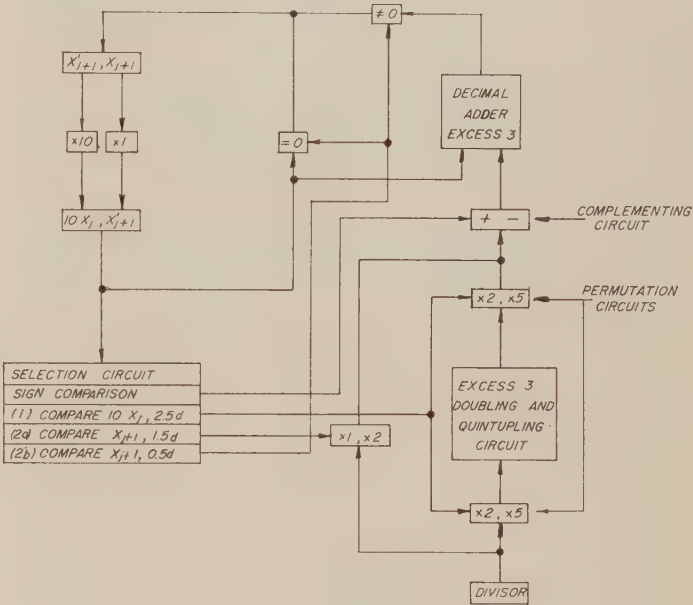 ≠ 0
X'j+1, Xj+1
DECIMAL
ADDER
EXCESS 3
×10
×1
= 0
10 Xj, X'j+1
+ −
COMPLEMENTING
CIRCUIT
×2, ×5
PERMUTATION
CIRCUITS
SELECTION CIRCUIT
SIGN COMPARISON
(1) COMPARE 10 Xj, 2.5d
(2a) COMPARE Xj+1, 1.5d
(2b) COMPARE Xj+1, 0.5d
×1, ×2
EXCESS 3
DOUBLING AND
QUINTUPLING
CIRCUIT
×2, ×5
DIVISOR